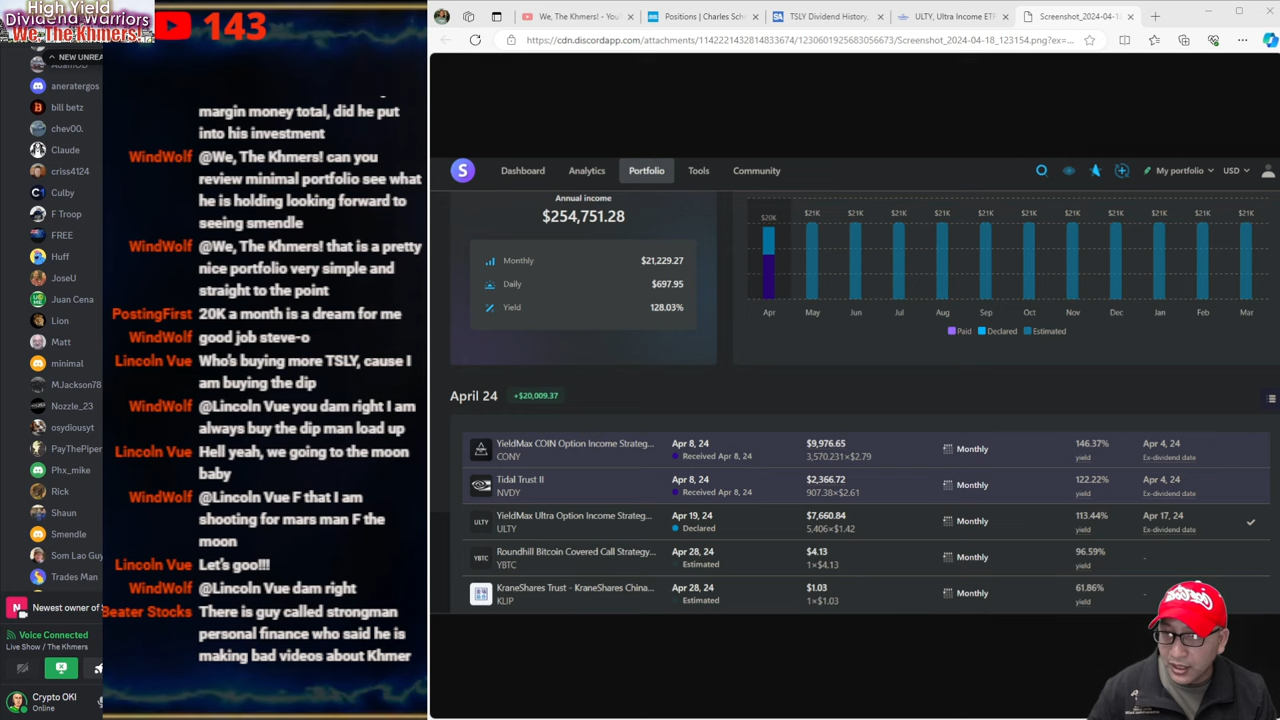 High Yield
Dividend Warriors
We, The Khmers!
143
NEW UNREA
AdamOB
aneratergos
bill betz
chev00.
Claude
criss4124
Culby
F Troop
FREE
Huff
JoseU
Juan Cena
Lion
Matt
minimal
MJackson78
Nozzle_23
osydiousyt
PayThePiper
Phx_mike
Rick
Shaun
Smendle
Som Lao Guy
Trades Man
Newest owner of
Voice Connected
Live Show / The Khmers
Crypto OKI
Online
margin money total, did he put
into his investment
WindWolf @We, The Khmers! can you
review minimal portfolio see what
he is holding looking forward to
seeing smendle
WindWolf @We, The Khmers! that is a pretty
nice portfolio very simple and
straight to the point
PostingFirst 20K a month is a dream for me
WindWolf good job steve-o
Lincoln Vue Who's buying more TSLY, cause I
am buying the dip
WindWolf @Lincoln Vue you dam right I am
always buy the dip man load up
Lincoln Vue Hell yeah, we going to the moon
baby
WindWolf @Lincoln Vue F that I am
shooting for mars man F the
moon
Lincoln Vue Let's goo!!!
WindWolf @Lincoln Vue dam right
Beater Stocks There is guy called strongman
personal finance who said he is
making bad videos about Khmer
We, The Khmers! - You
Positions | Charles Sch
TSLY Dividend History,
ULTY, Ultra Income ETF
Screenshot_2024-04-18
https://cdn.discordapp.com/attachments/1142221432814833674/1230601925683056673/Screenshot_2024-04-18_123154.png?ex=...
S Dashboard Analytics Portfolio Tools Community My portfolio USD
Annual income
$254,751.28
Monthly $21,229.27
Daily $697.95
Yield 128.03%
$20K $21K $21K $21K $21K $21K $21K $21K $21K $21K $21K $21K
Apr May Jun Jul Aug Sep Oct Nov Dec Jan Feb Mar
Paid Declared Estimated
April 24 +$20,009.37
YieldMax COIN Option Income Strateg... Apr 8, 24 $9,976.65 Monthly 146.37% Apr 4, 24
CONY Received Apr 8, 24 3,570.231×$2.79 yield Ex-dividend date
Tidal Trust II Apr 8, 24 $2,366.72 Monthly 122.22% Apr 4, 24
NVDY Received Apr 8, 24 907.38×$2.61 yield Ex-dividend date
ULTY YieldMax Ultra Option Income Strateg... Apr 19, 24 $7,660.84 Monthly 113.44% Apr 17, 24
ULTY Declared 5,406×$1.42 yield Ex-dividend date
YBTC Roundhill Bitcoin Covered Call Strategy... Apr 28, 24 $4.13 Monthly 96.59% -
YBTC Estimated 1×$4.13 yield
KraneShares Trust - KraneShares China... Apr 28, 24 $1.03 Monthly 61.86% -
KLIP Estimated 1×$1.03 yield